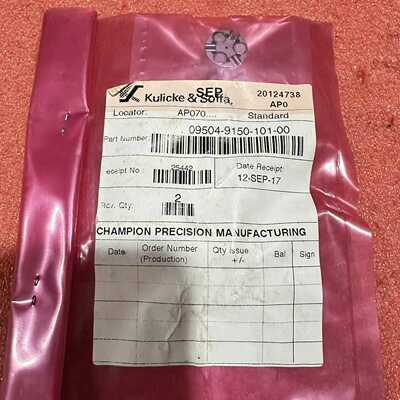 SEP
Kulicke & Soffa 20124738
AP0
Locator: AP070.... Standard
Part Number: 09504-9150-101-00
eceipt No: 25442 Date Receipt:
12-SEP-17
Rcv. Qty: 2
CHAMPION PRECISION MANUFACTURING
Date Order Number (Production) Qty Issue +/- Bal Sign